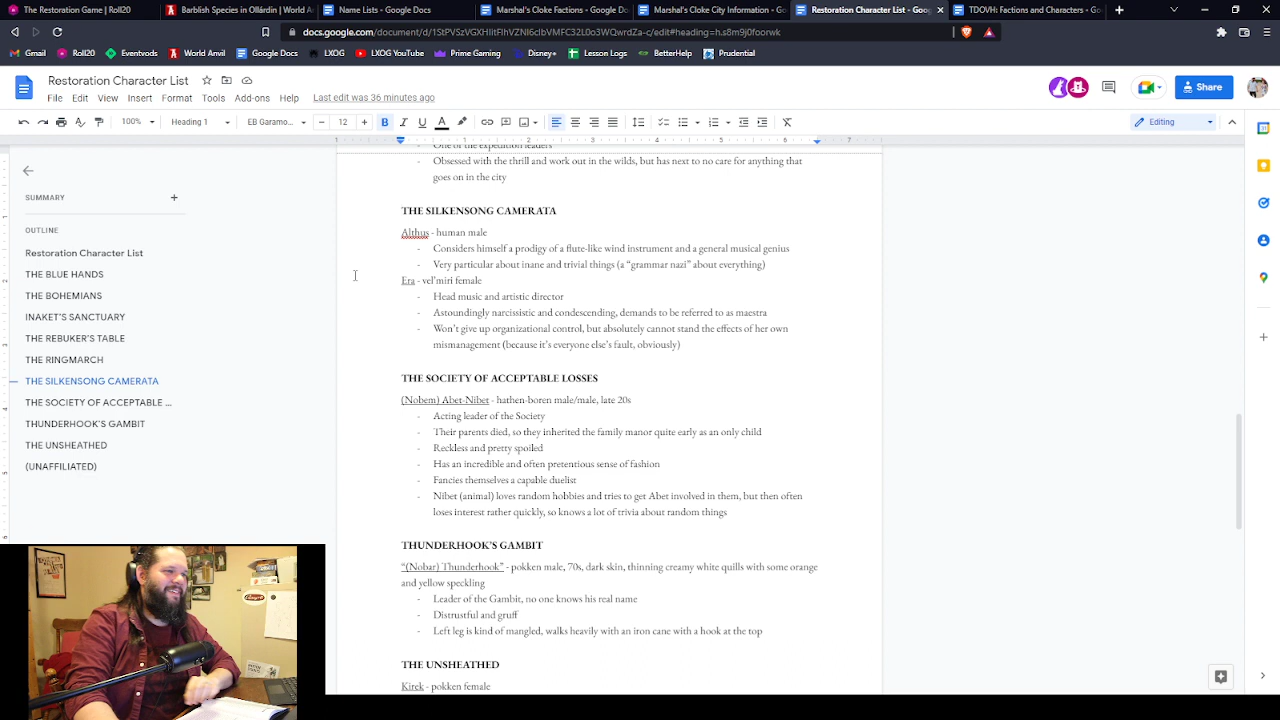 The Restoration Game | Roll20
Barblish Species in Ollárdin | World A
Name Lists - Google Docs
Marshal's Cloke Factions - Google Do
Marshal's Cloke City Information - Go
Restoration Character List - Goog
TDOVH: Factions and Characters - Go
docs.google.com/document/d/
Gmail
Roll20
Events
World Anvil
Google Drive
LXOG
LXOG YouTube
Prime Gaming
Disney+
Lesson Logs
BetterHelp
Prudential
Restoration Character List
File Edit View Insert Format Tools Add-ons Help Last edit was 36 minutes ago
Share
100% Heading 1 EB Garamo... 12 Editing
SUMMARY
OUTLINE
Restoration Character List
THE BLUE HANDS
THE BOHEMIANS
INAKET'S SANCTUARY
THE REBUKER'S TABLE
THE RINGMARCH
THE SILKENSONG CAMERATA
THE SOCIETY OF ACCEPTABLE ...
THUNDERHOOK'S GAMBIT
THE UNSHEATHED
(UNAFFILIATED)
- One of the expedition leaders
- Obsessed with the thrill and work out in the wilds, but has next to no care for anything that
goes on in the city
THE SILKENSONG CAMERATA
Althus - human male
- Considers himself a prodigy of a flute-like wind instrument and a general musical genius
- Very particular about inane and trivial things (a “grammar nazi” about everything)
Era - vel'miri female
- Head music and artistic director
- Astoundingly narcissistic and condescending, demands to be referred to as maestra
- Won't give up organizational control, but absolutely cannot stand the effects of her own
mismanagement (because it's everyone else's fault, obviously)
THE SOCIETY OF ACCEPTABLE LOSSES
(Nobem) Abet-Nibet - hathen-boren male/male, late 20s
- Acting leader of the Society
- Their parents died, so they inherited the family manor quite early as an only child
- Reckless and pretty spoiled
- Has an incredible and often pretentious sense of fashion
- Fancies themselves a capable duelist
- Nibet (animal) loves random hobbies and tries to get Abet involved in them, but then often
loses interest rather quickly, so knows a lot of trivia about random things
THUNDERHOOK'S GAMBIT
“(Nobar) Thunderhook” - pokken male, 70s, dark skin, thinning creamy white quills with some orange
and yellow speckling
- Leader of the Gambit, no one knows his real name
- Distrustful and gruff
- Left leg is kind of mangled, walks heavily with an iron cane with a hook at the top
THE UNSHEATHED
Kirek - pokken female